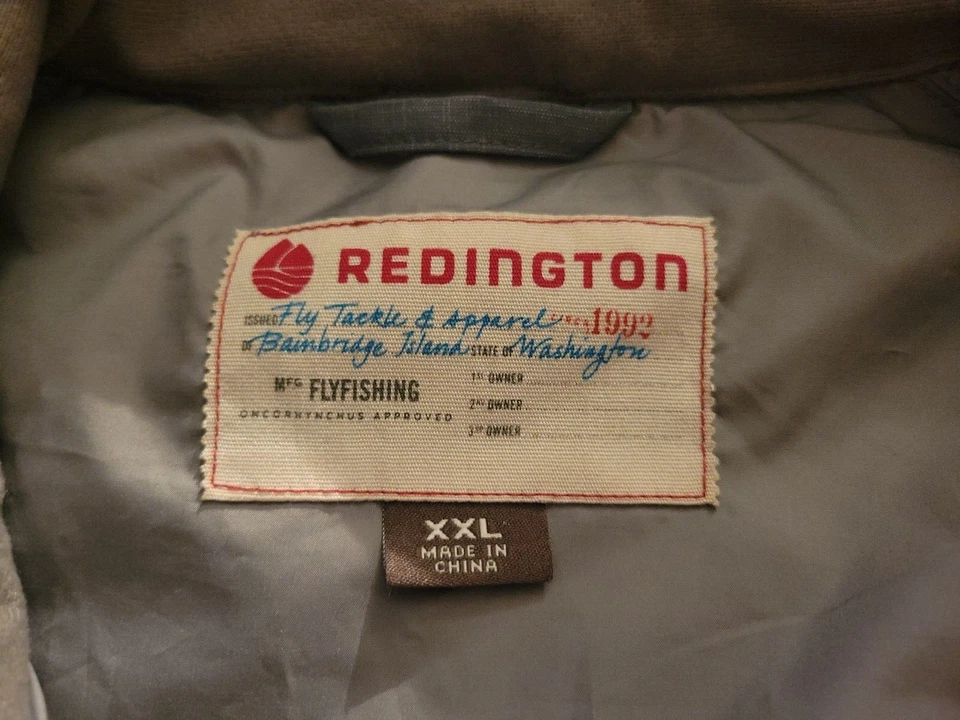 REDINGTON
ISSUED Fly Tackle & Apparel SINCE 1992
OF Bainbridge Island STATE OF Washington
MFG FLYFISHING
ONCORHYNCHUS APPROVED
1ST OWNER
2ND OWNER
3RD OWNER
XXL
MADE IN
CHINA